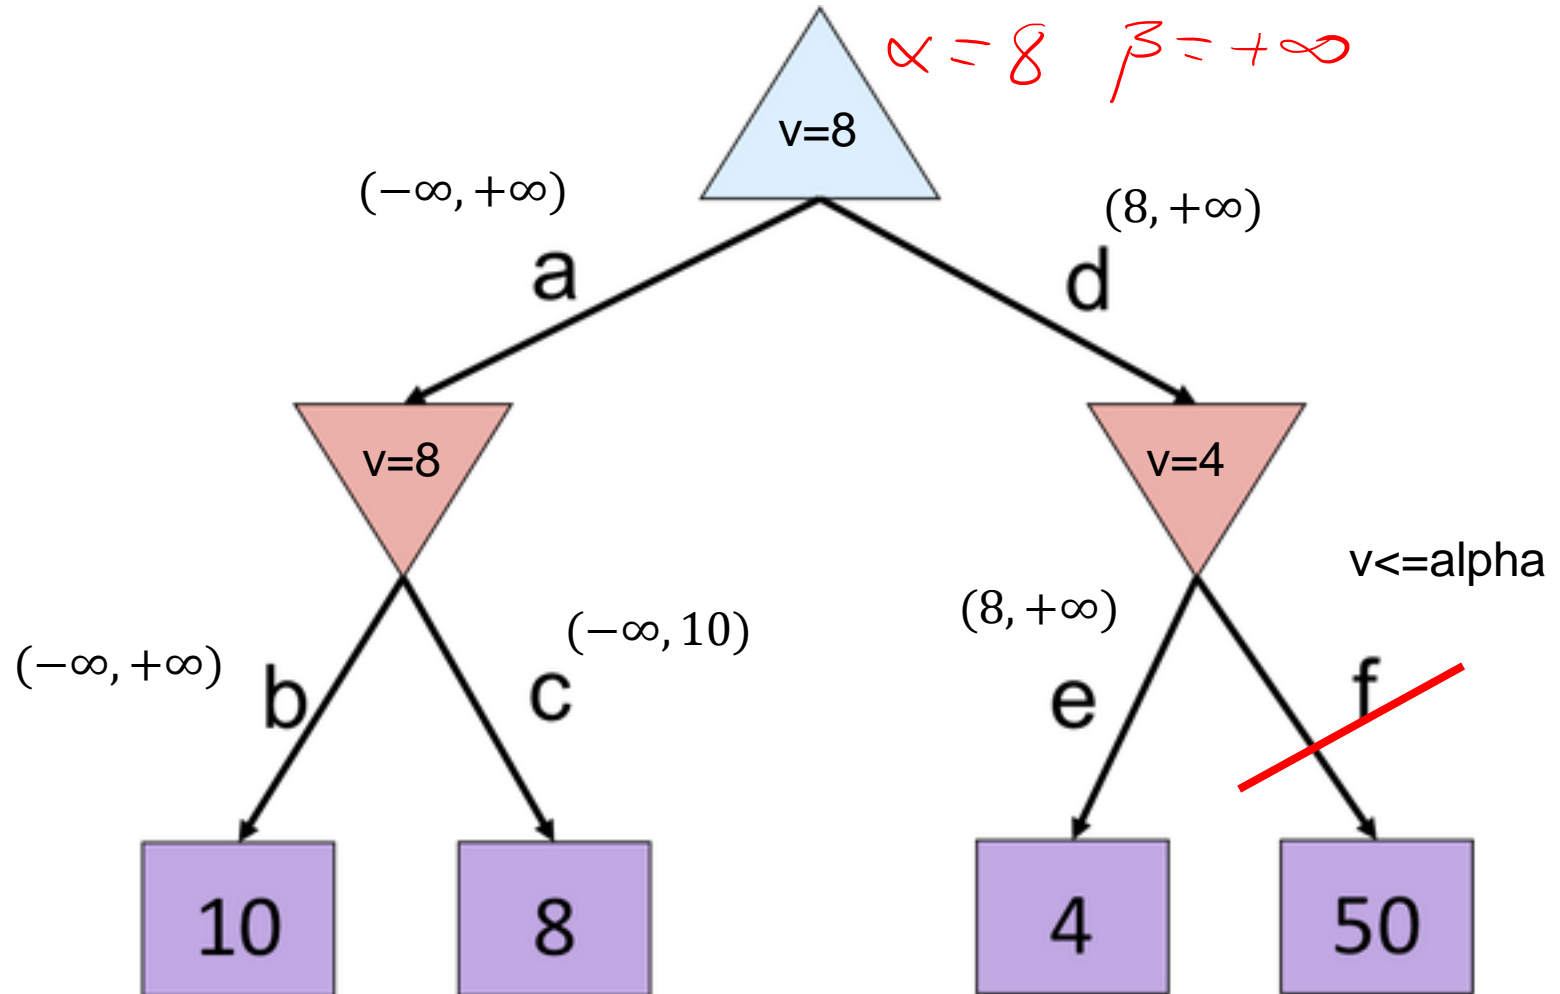 α = 8 β = +∞
v=8
(−∞, +∞)
(8, +∞)
a
d
v=8
v=4
v<=alpha
(−∞, +∞)
(−∞, 10)
(8, +∞)
b
c
e
f
10
8
4
50